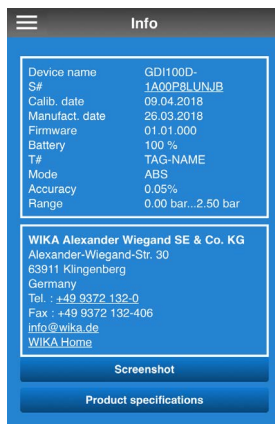 Info
Device name GDI100D-
S# 1A00P8LUNJB
Calib. date 09.04.2018
Manufact. date 26.03.2018
Firmware 01.01.000
Battery 100 %
T# TAG-NAME
Mode ABS
Accuracy 0.05%
Range 0.00 bar...2.50 bar
WIKA Alexander Wiegand SE & Co. KG
Alexander-Wiegand-Str. 30
63911 Klingenberg
Germany
Tel. : +49 9372 132-0
Fax : +49 9372 132-406
info@wika.de
WIKA Home
Screenshot
Product specifications